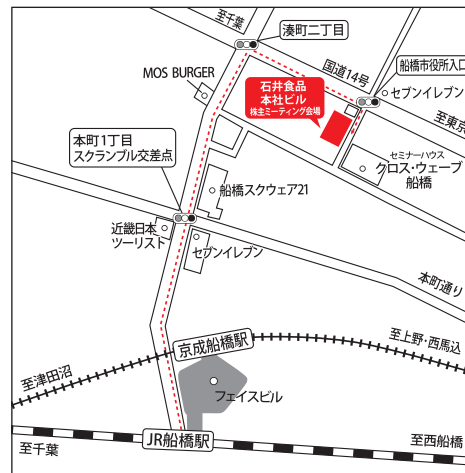 至千葉
湊町二丁目
国道14号
船橋市役所入口
セブンイレブン
至東京
MOS BURGER
石井食品
本社ビル
株主ミーティング会場
セミナーハウス
クロス・ウェーブ
船橋
本町1丁目
スクランブル交差点
船橋スクウェア21
近畿日本
ツーリスト
セブンイレブン
本町通り
至上野・西馬込
京成船橋駅
至津田沼
フェイスビル
JR船橋駅
至千葉
至西船橋